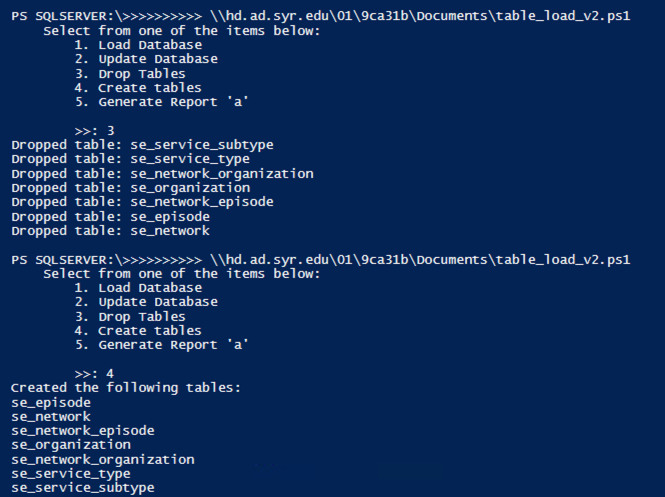 PS SQLSERVER:\>>>>>>>>>> \\hd.ad.syr.edu\01\9ca31b\Documents\table_load_v2.ps1
Select from one of the items below:
1. Load Database
2. Update Database
3. Drop Tables
4. Create tables
5. Generate Report 'a'
>>: 3
Dropped table: se_service_subtype
Dropped table: se_service_type
Dropped table: se_network_organization
Dropped table: se_organization
Dropped table: se_network_episode
Dropped table: se_episode
Dropped table: se_network
PS SQLSERVER:\>>>>>>>>>> \\hd.ad.syr.edu\01\9ca31b\Documents\table_load_v2.ps1
Select from one of the items below:
1. Load Database
2. Update Database
3. Drop Tables
4. Create tables
5. Generate Report 'a'
>>: 4
Created the following tables:
se_episode
se_network
se_network_episode
se_organization
se_network_organization
se_service_type
se_service_subtype